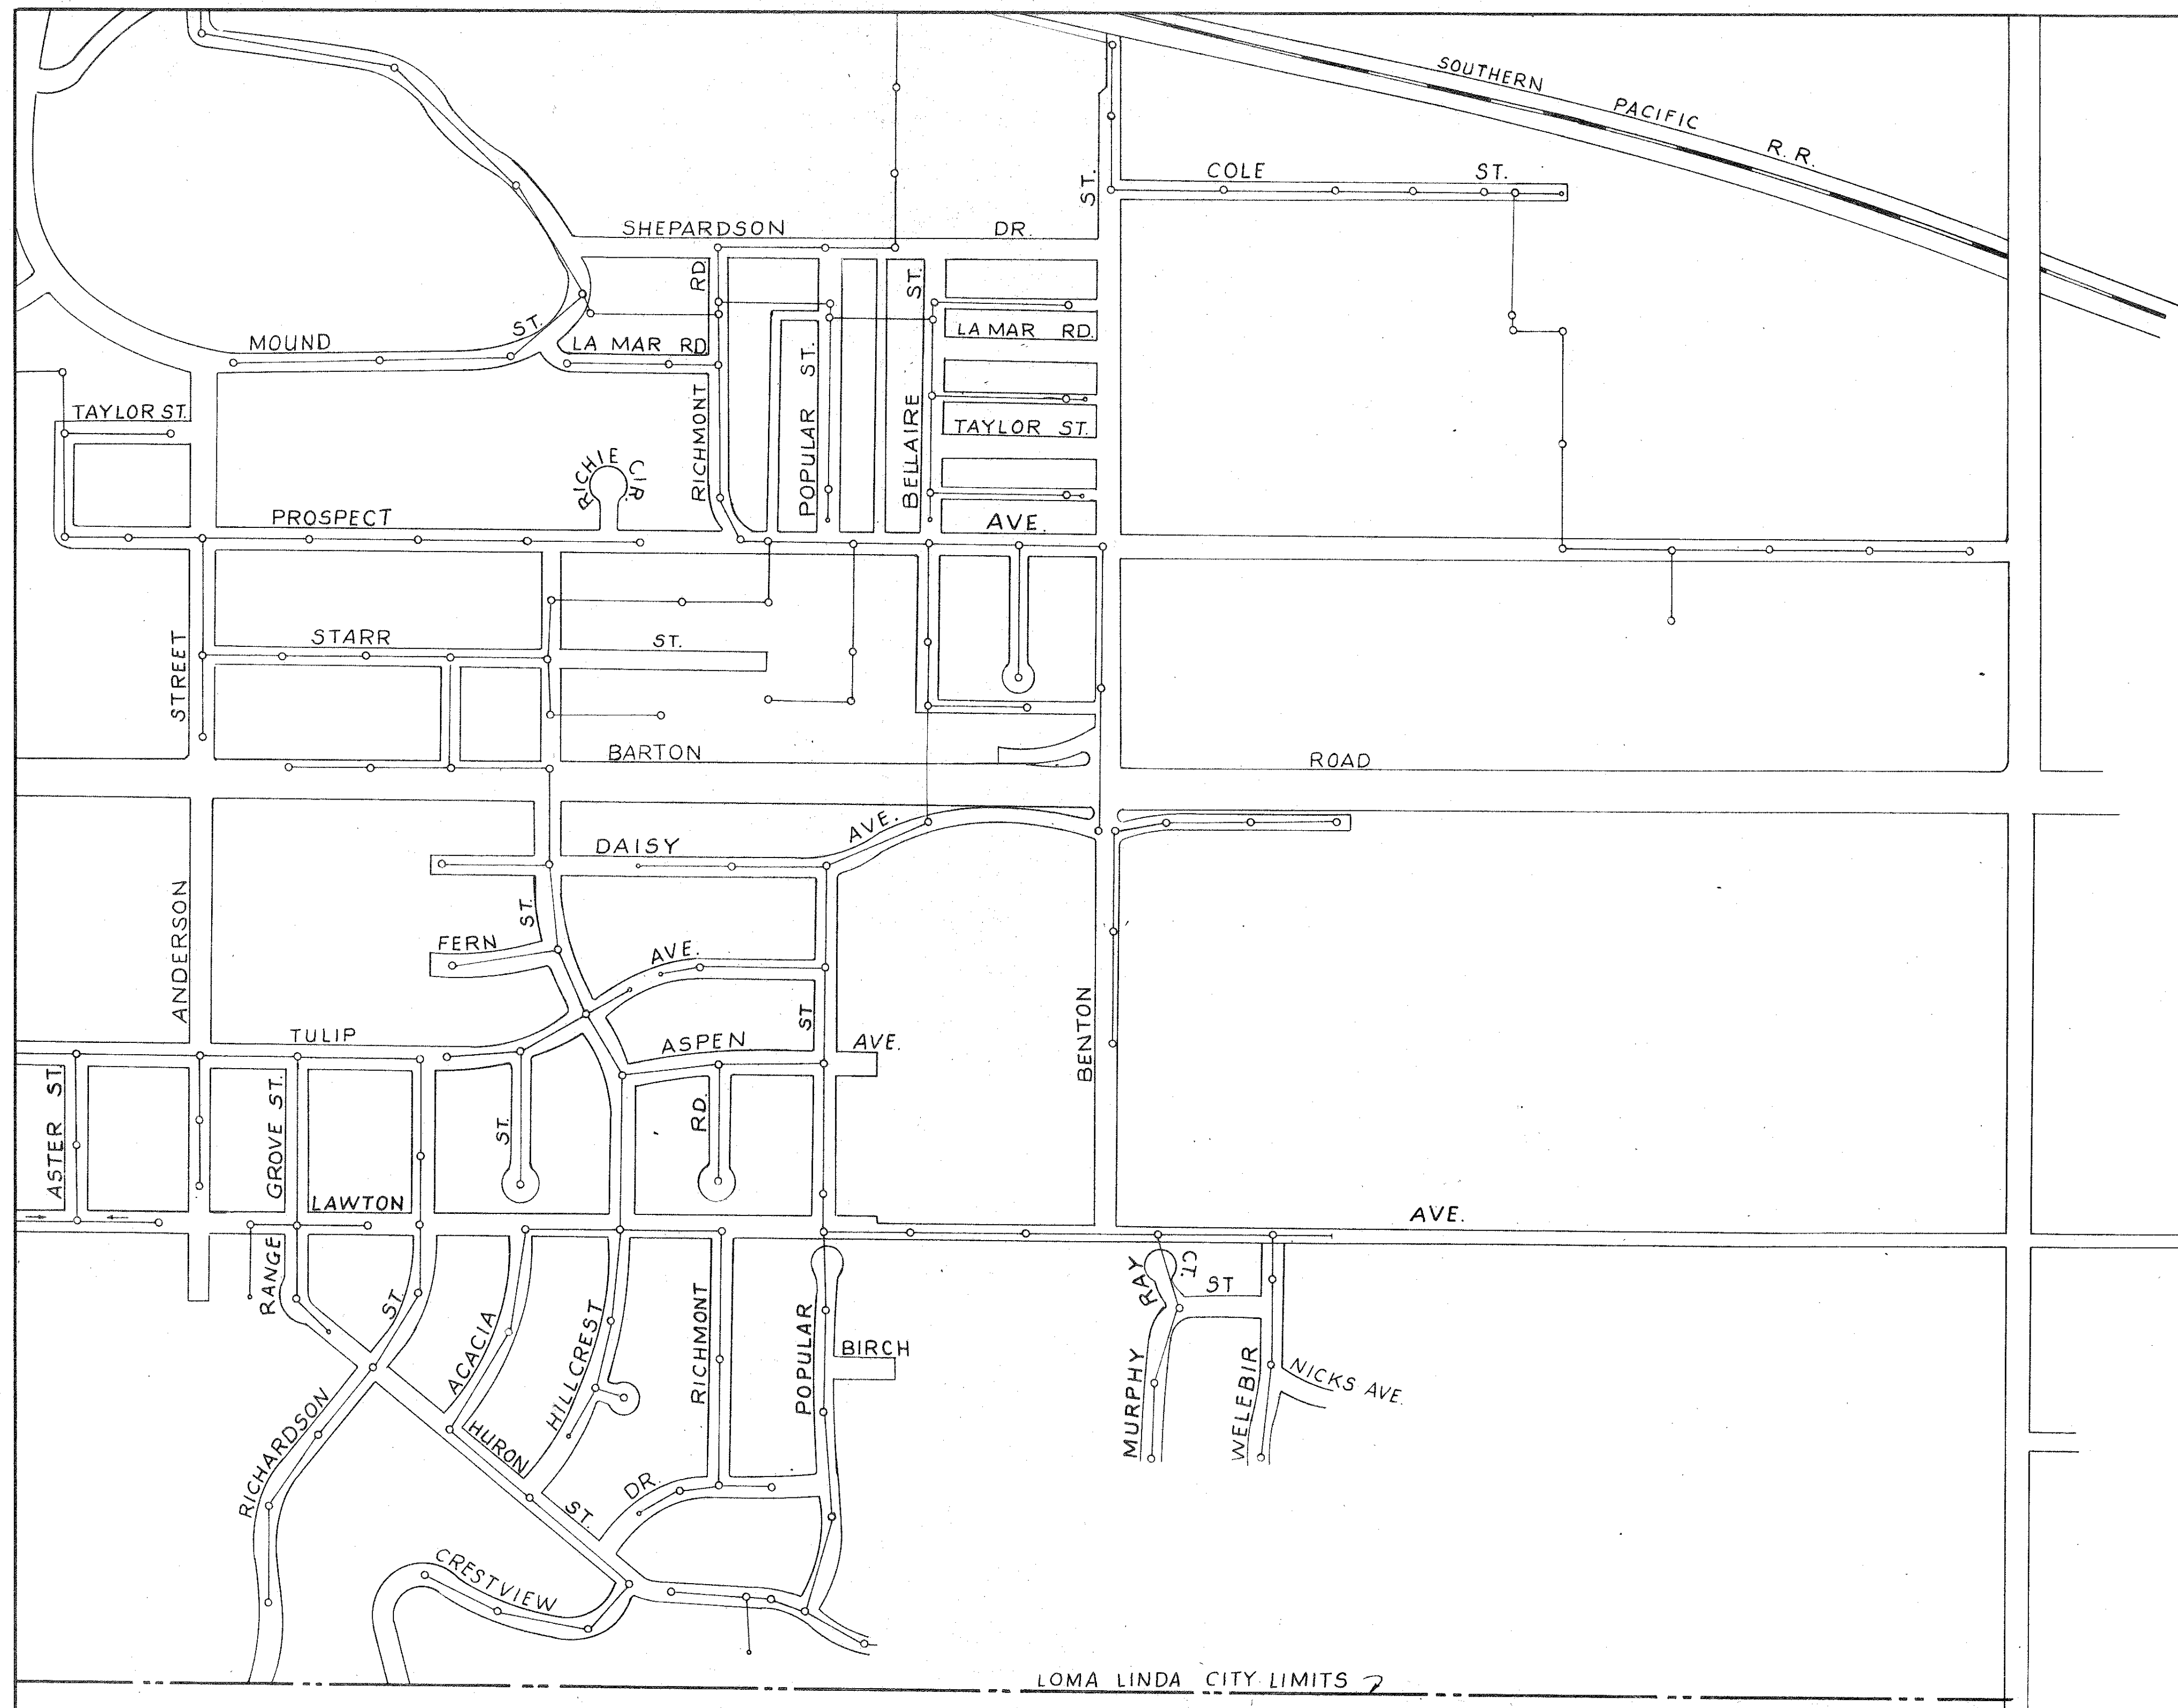 SOUTHERN PACIFIC R.R.
COLE ST.
ST.
SHEPARDSON DR.
RD.
ST.
MOUND ST.
LA MAR RD.
LA MAR RD
TAYLOR ST.
RICHMONT
POPULAR ST.
BELLAIRE
TAYLOR ST.
RICHIE CIR.
PROSPECT AVE.
STREET
STARR ST.
BARTON ROAD
DAISY AVE.
ANDERSON
ST.
FERN
AVE.
TULIP
ST
ASPEN AVE.
BENTON
ASTER ST.
GROVE ST.
ST.
RD.
LAWTON AVE.
RANGE
ST.
ACACIA
HILLCREST
RICHMONT
POPULAR
BIRCH
RAY CT.
ST
MURPHY
WELEBIR
NICKS AVE.
RICHARDSON
HURON ST.
DR.
CRESTVIEW
LOMA LINDA CITY LIMITS